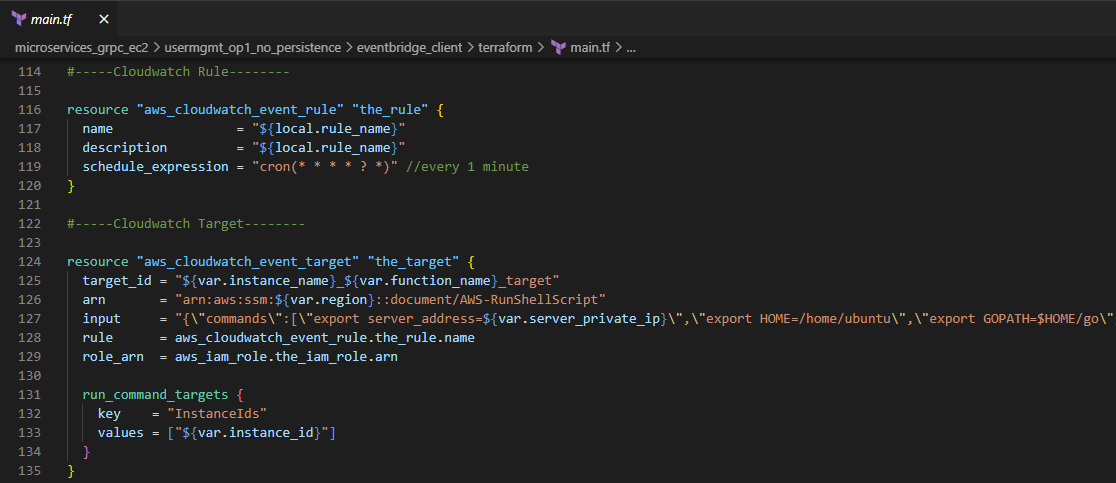 main.tf ×
microservices_grpc_ec2 > usermgmt_op1_no_persistence > eventbridge_client > terraform > main.tf > ...
114 #-----Cloudwatch Rule--------
115
116 resource "aws_cloudwatch_event_rule" "the_rule" {
117   name                = "${local.rule_name}"
118   description         = "${local.rule_name}"
119   schedule_expression = "cron(* * * * ? *)" //every 1 minute
120 }
121
122 #-----Cloudwatch Target--------
123
124 resource "aws_cloudwatch_event_target" "the_target" {
125   target_id = "${var.instance_name}_${var.function_name}_target"
126   arn       = "arn:aws:ssm:${var.region}::document/AWS-RunShellScript"
127   input     = "{\"commands\":[\"export server_address=${var.server_private_ip}\",\"export HOME=/home/ubuntu\",\"export GOPATH=$HOME/go\"
128   rule      = aws_cloudwatch_event_rule.the_rule.name
129   role_arn  = aws_iam_role.the_iam_role.arn
130
131   run_command_targets {
132     key    = "InstanceIds"
133     values = ["${var.instance_id}"]
134   }
135 }